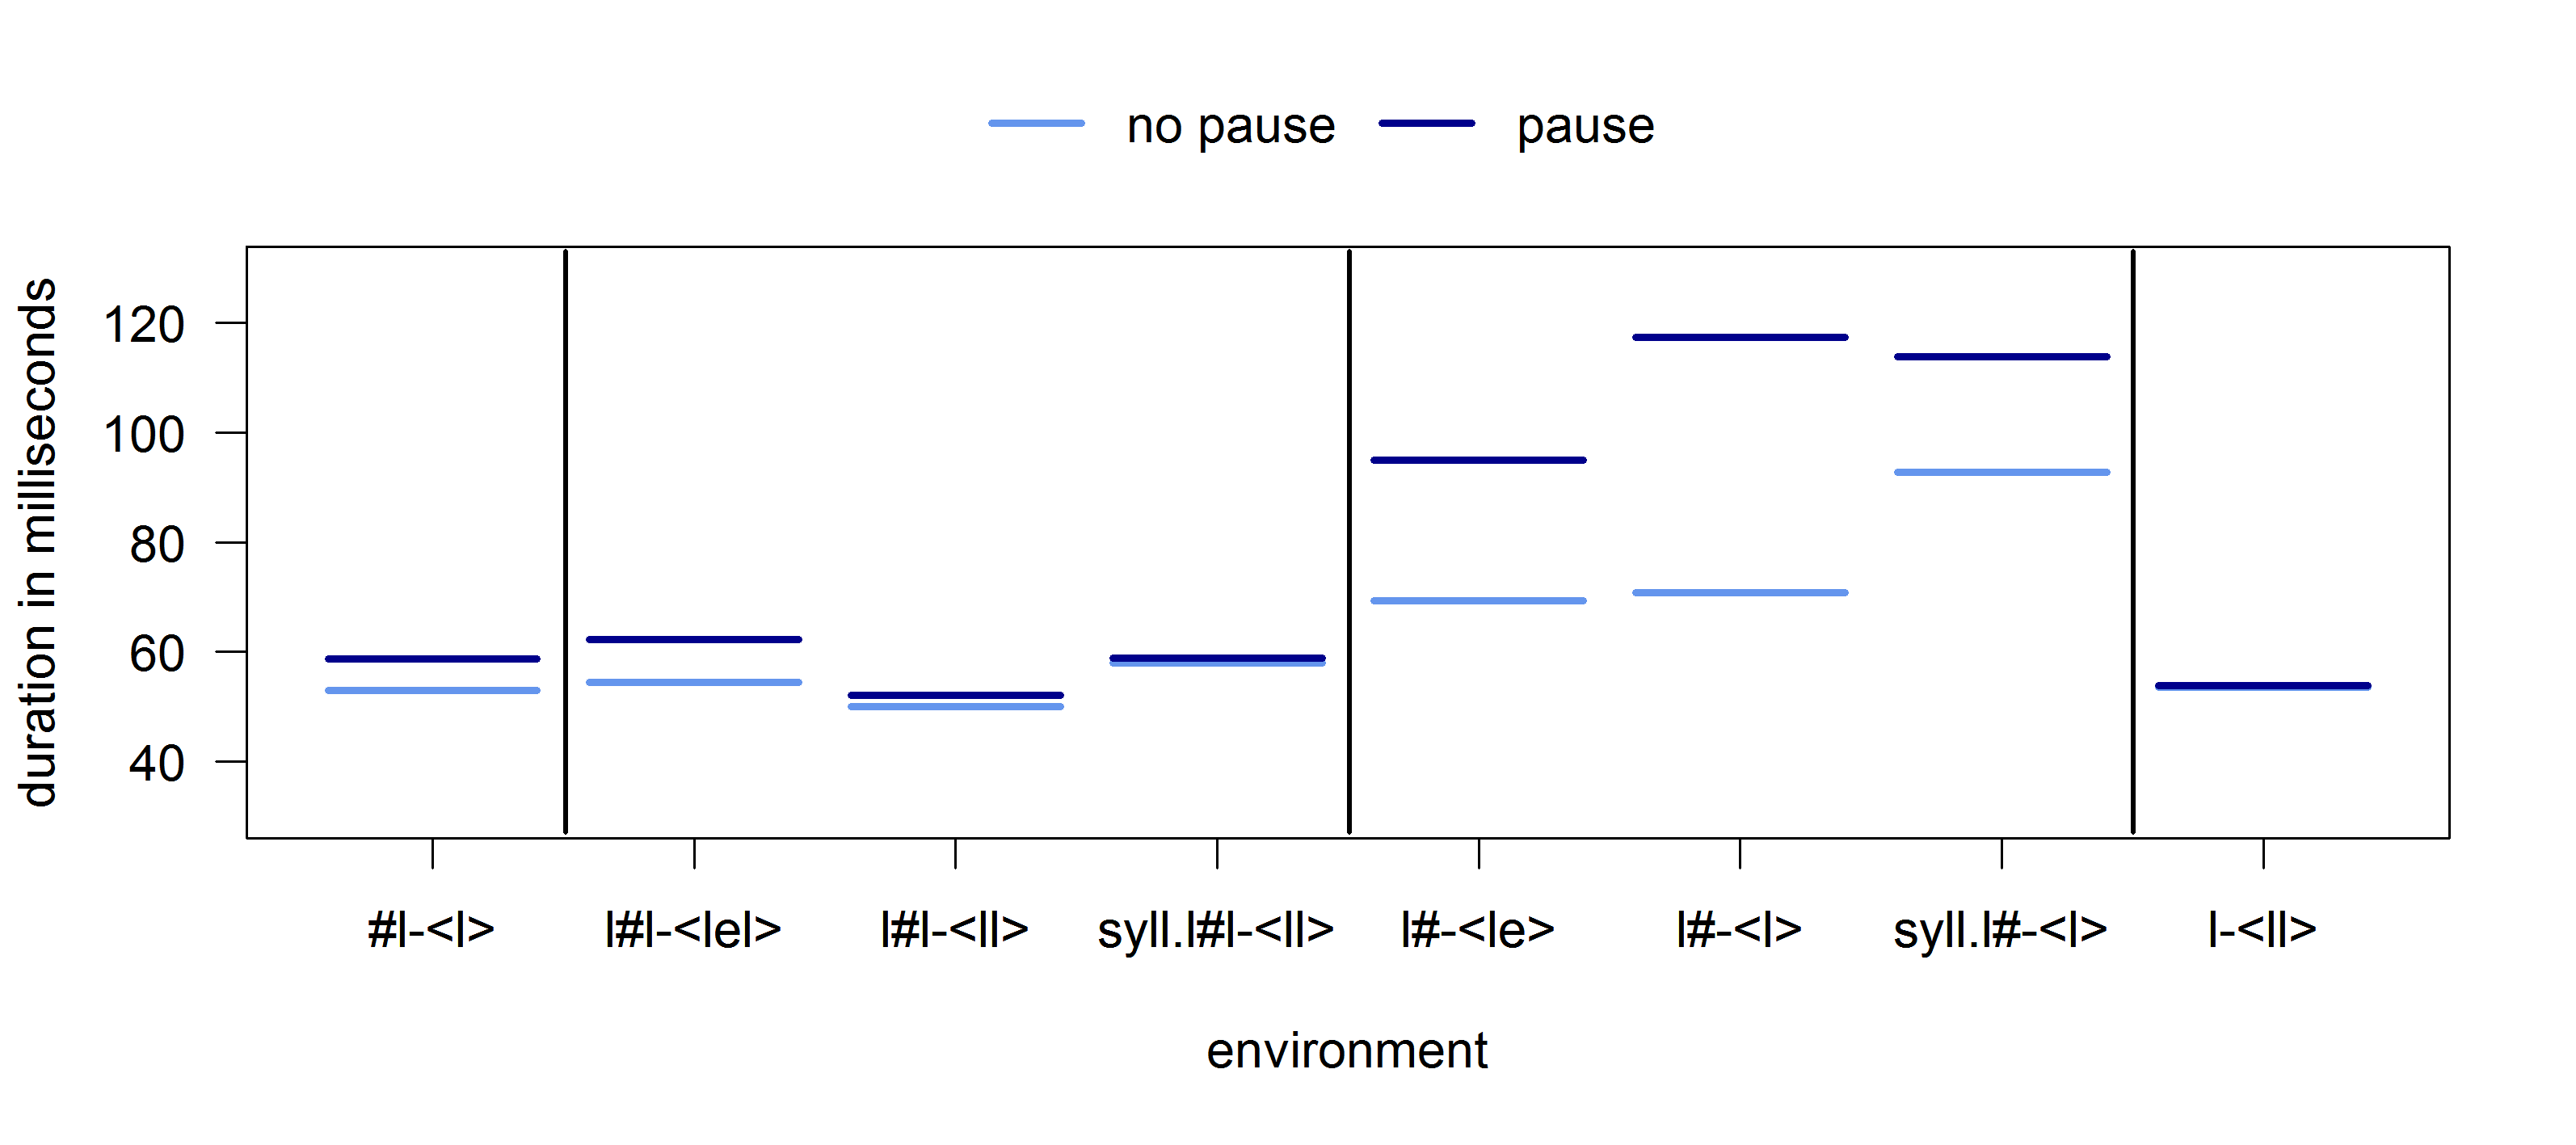 no pause pause
duration in milliseconds
120
100
80
60
40
#l-<l> l#l-<lel> l#l-<ll> syll.l#l-<ll> l#-<le> l#-<l> syll.l#-<l> l-<ll>
environment